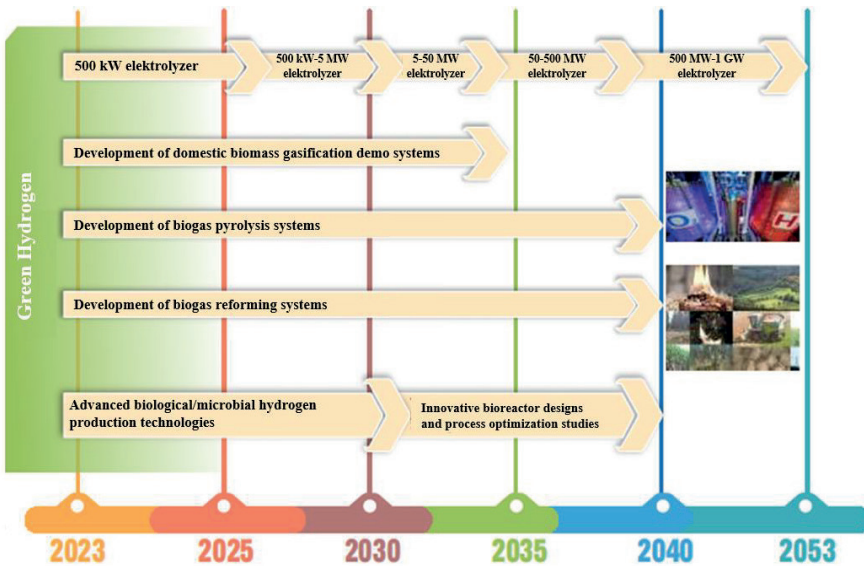 Green Hydrogen
500 kW elektrolyzer
500 kW-5 MW
elektrolyzer
5-50 MW
elektrolyzer
50-500 MW
elektrolyzer
500 MW-1 GW
elektrolyzer
Development of domestic biomass gasification demo systems
Development of biogas pyrolysis systems
O₂
H
Development of biogas reforming systems
Advanced biological/microbial hydrogen
production technologies
Innovative bioreactor designs
and process optimization studies
2023
2025
2030
2035
2040
2053